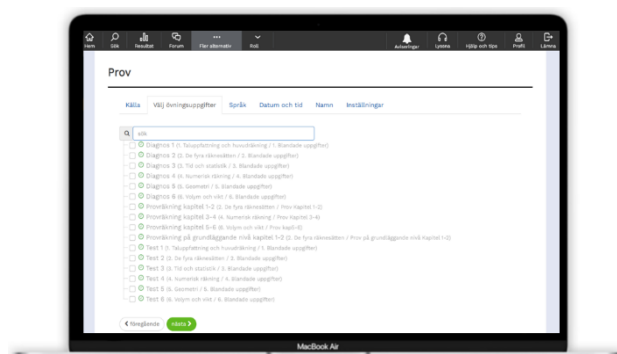 Hem Sök Resultat Forum Fler alternativ Roll Aviseringar Lyssna Hjälp och tips Profil Lämna
Prov
Källa Välj övningsuppgifter Språk Datum och tid Namn Inställningar
sök
Diagnos 1 (1. Taluppfattning och huvudräkning / 1. Blandade uppgifter)
Diagnos 2 (2. De fyra räknesätten / 2. Blandade uppgifter)
Diagnos 3 (3. Tid och statistik / 3. Blandade uppgifter)
Diagnos 4 (4. Numerisk räkning / 4. Blandade uppgifter)
Diagnos 5 (5. Geometri / 5. Blandade uppgifter)
Diagnos 6 (6. Volym och vikt / 6. Blandade uppgifter)
Provräkning kapitel 1-2 (2. De fyra räknesätten / Prov Kapitel 1-2)
Provräkning kapitel 3-4 (4. Numerisk räkning / Prov Kapitel 3-4)
Provräkning kapitel 5-6 (6. Volym och vikt / Prov kapitel 5-6)
Provräkning på grundläggande nivå kapitel 1-2 (2. De fyra räknesätten / Prov på grundläggande nivå Kapitel 1-2)
Test 1 (1. Taluppfattning och huvudräkning / 1. Blandade uppgifter)
Test 2 (2. De fyra räknesätten / 2. Blandade uppgifter)
Test 3 (3. Tid och statistik / 3. Blandade uppgifter)
Test 4 (4. Numerisk räkning / 4. Blandade uppgifter)
Test 5 (5. Geometri / 5. Blandade uppgifter)
Test 6 (6. Volym och vikt / 6. Blandade uppgifter)
föregående nästa
MacBook Air